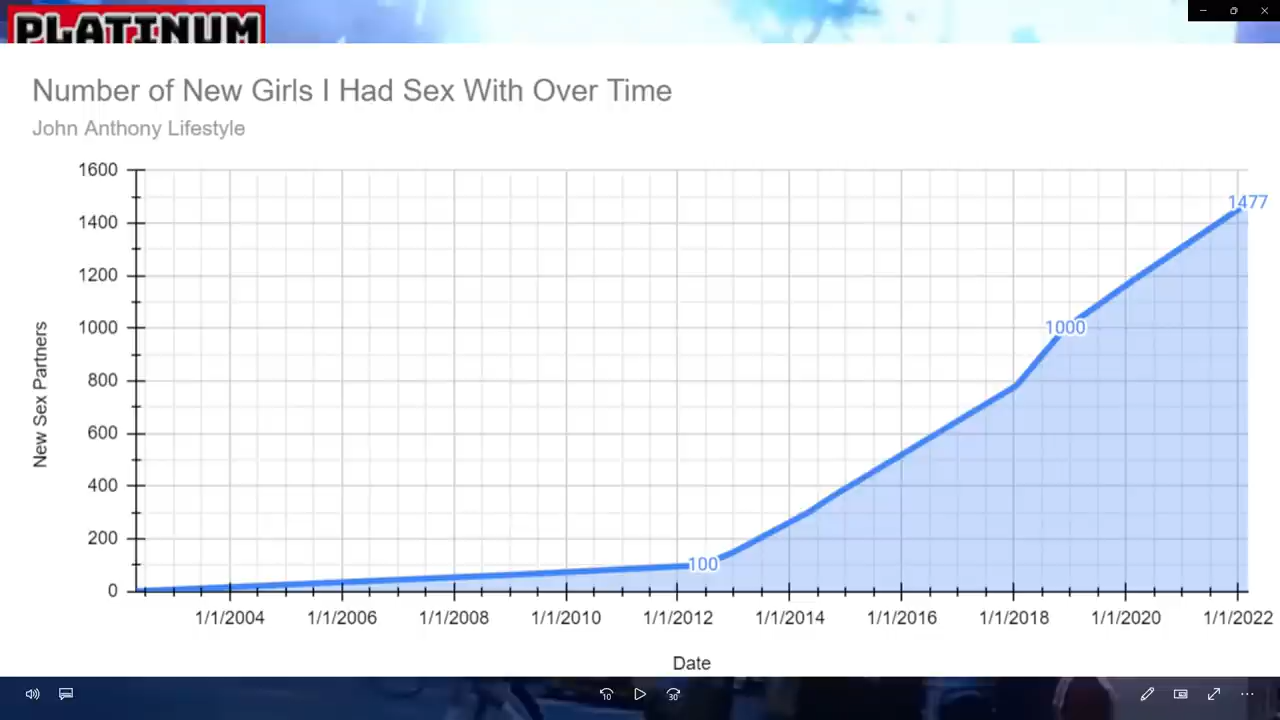 PLATINUM
Number of New Girls I Had Sex With Over Time
John Anthony Lifestyle
1600
1400
1200
1000
800
600
400
200
0
New Sex Partners
100
1000
1477
1/1/2004 1/1/2006 1/1/2008 1/1/2010 1/1/2012 1/1/2014 1/1/2016 1/1/2018 1/1/2020 1/1/2022
Date
10 30